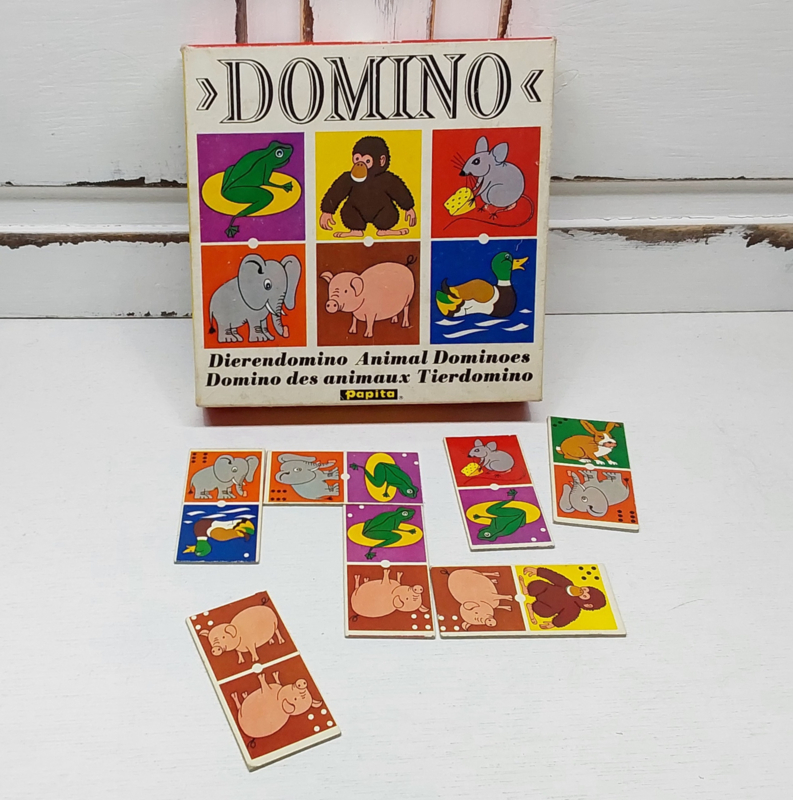 DOMINO
Dierendomino Animal Dominoes
Domino des animaux Tierdomino
Papita ®